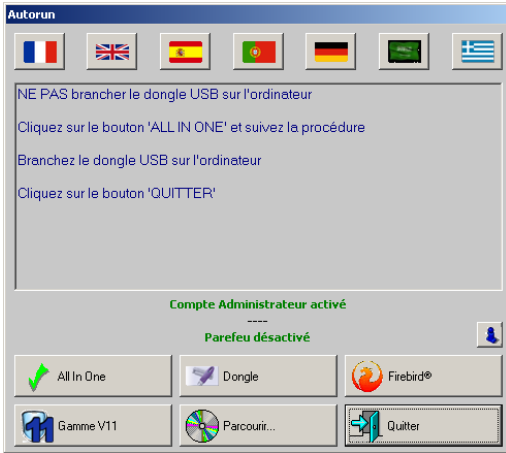 Autorun
NE PAS brancher le dongle USB sur l'ordinateur
Cliquez sur le bouton 'ALL IN ONE' et suivez la procédure
Branchez le dongle USB sur l'ordinateur
Cliquez sur le bouton 'QUITTER'
Compte Administrateur activé
----
Parefeu désactivé
All In One
Dongle
Firebird®
11
Gamme V11
Parcourir...
Quitter